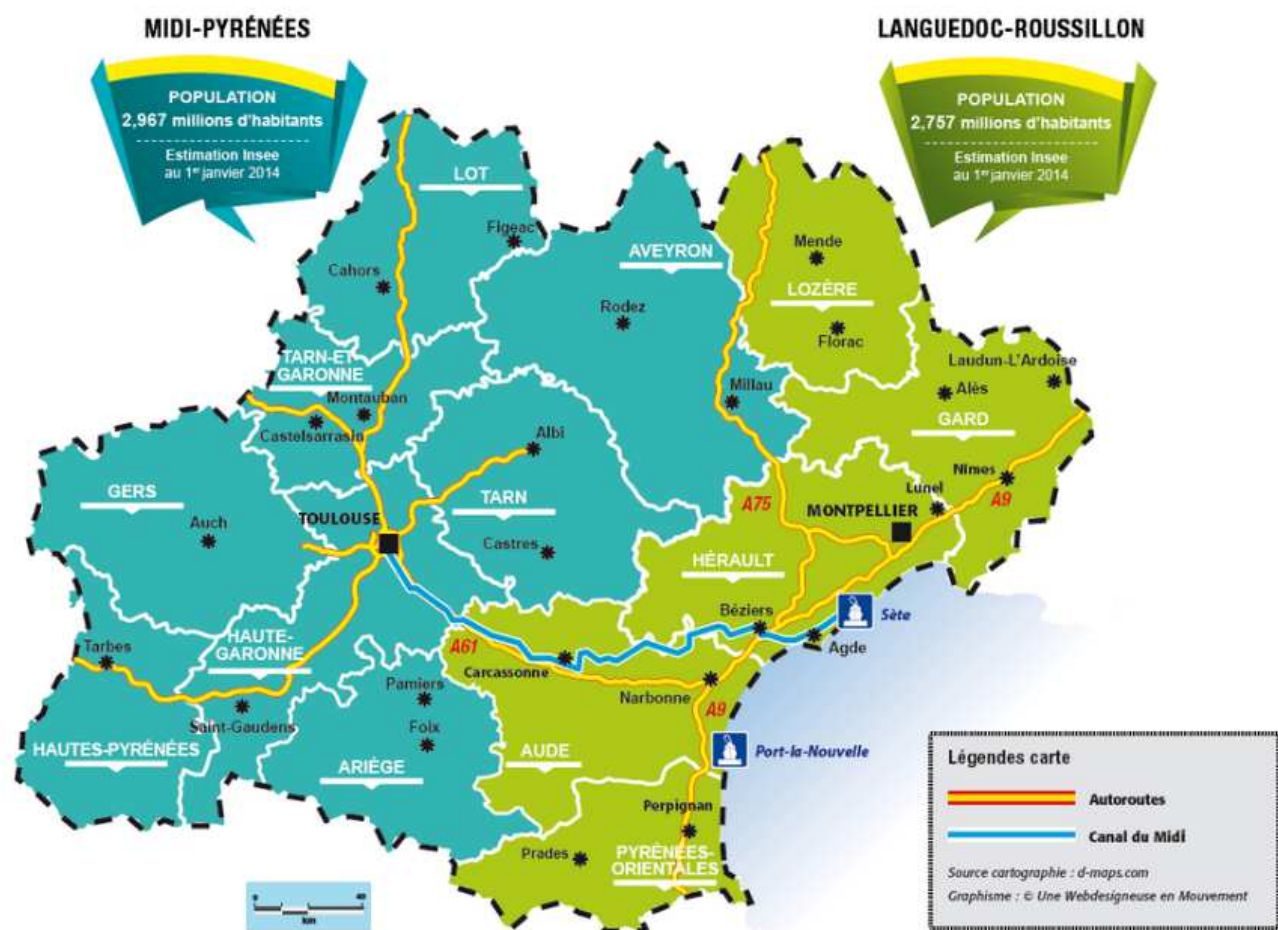 MIDI-PYRÉNÉES
POPULATION
2,967 millions d'habitants
Estimation Insee
au 1er janvier 2014
LANGUEDOC-ROUSSILLON
POPULATION
2,757 millions d'habitants
Estimation Insee
au 1er janvier 2014
LOT
Figeac
Cahors
AVEYRON
Rodez
Mende
LOZÈRE
Florac
TARN-ET
GARONNE
Montauban
Castelsarrasin
Millau
Laudun-L'Ardoise
Alès
GARD
Albi
Nîmes
GERS
Auch
TOULOUSE
TARN
Castres
A75
Lunel
A9
MONTPELLIER
HÉRAULT
Béziers
Sète
Agde
HAUTE-
GARONNE
Tarbes
A61
Carcassonne
Narbonne
A9
Pamiers
Saint-Gaudens
Foix
HAUTES-PYRÉNÉES
ARIÈGE
AUDE
Port-la-Nouvelle
Perpignan
Prades
PYRÉNÉES-
ORIENTALES
0 40
km
Légendes carte
Autoroutes
Canal du Midi
Source cartographie : d-maps.com
Graphisme : © Une Webdesigneuse en Mouvement